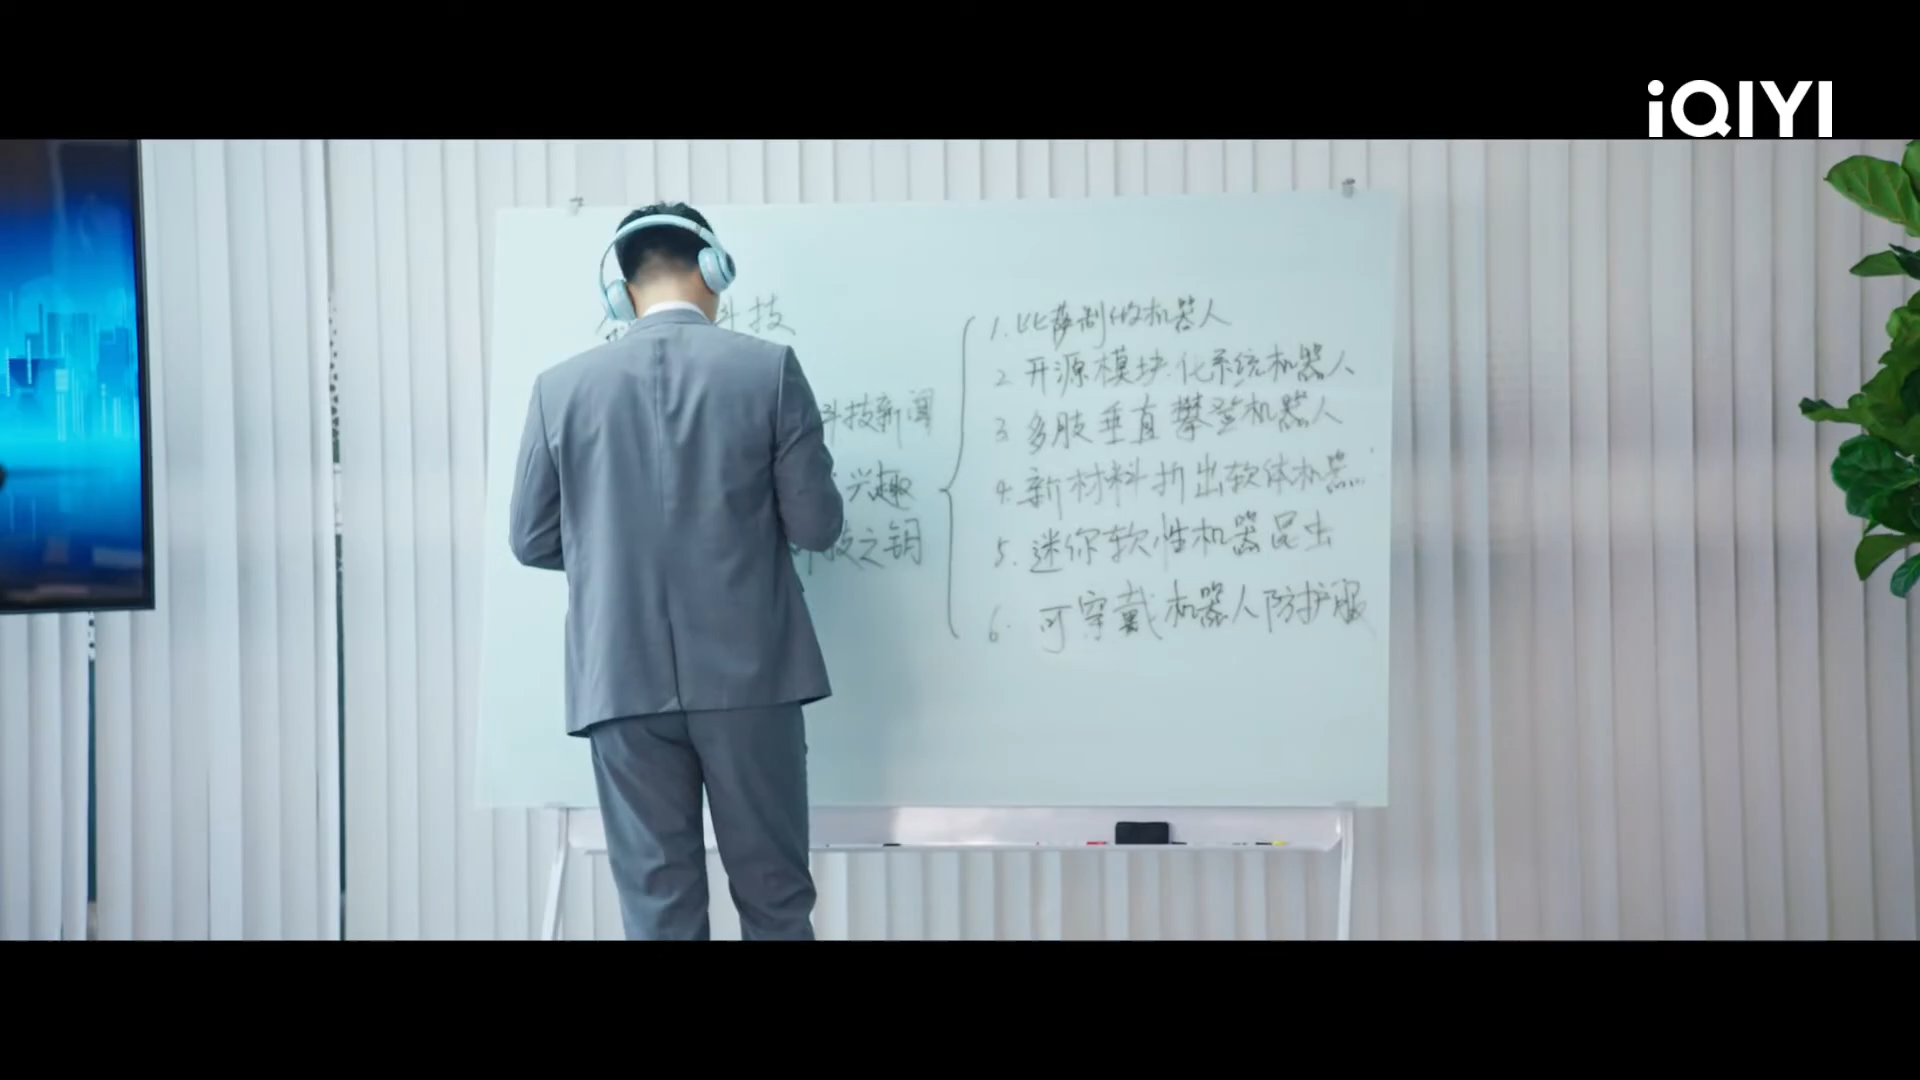 iQIYI
科技
科技新闻
兴趣
技之钥
1. 比萨制做机器人
2. 开源模块化系统机器人
3 多肢垂直攀登机器人
4. 新材料折出软体机器
5. 迷你软性机器昆虫
6. 可穿戴机器人防护服